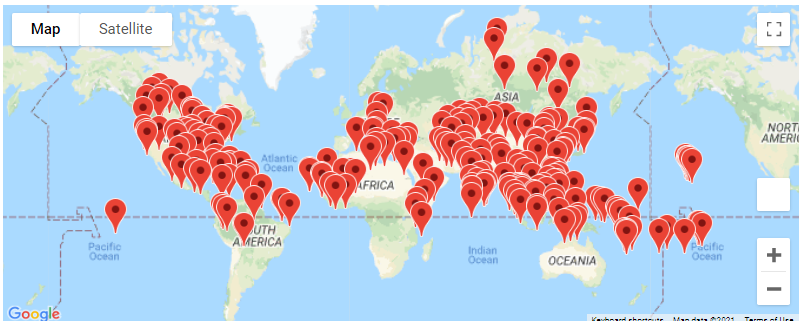 Map Satellite
ASIA
NORTH
AMERICA
Atlantic
Ocean
AFRICA
SOUTH
AMERICA
Pacific
Ocean
Indian
Ocean
Pacific
Ocean
OCEANIA
Google
Keyboard shortcuts Map data ©2021 Terms of Use